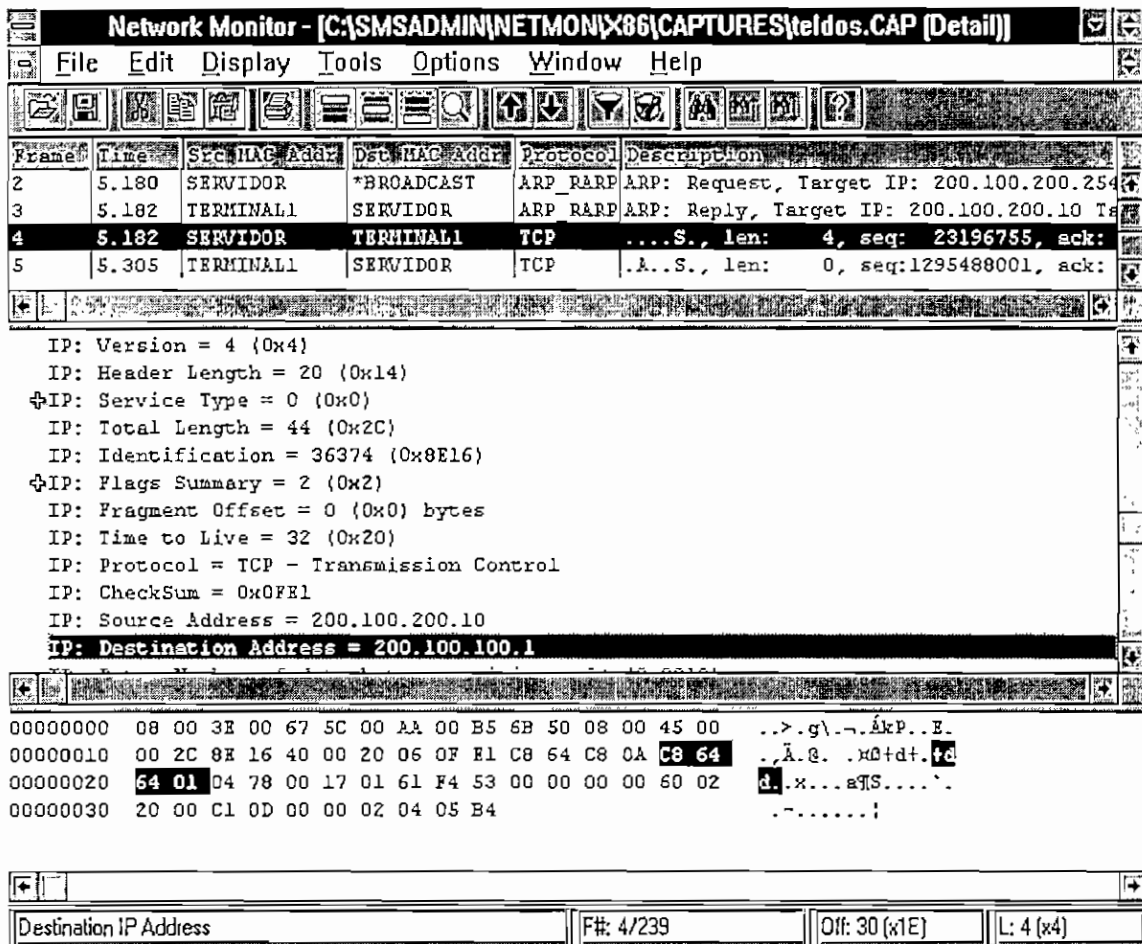 Network Monitor - [C:\SMSADMIN\NETMON\X86\CAPTURES\teldos.CAP (Detail)]
File Edit Display Tools Options Window Help
Frame Time Src MAC Addr Dst MAC Addr Protocol Description
2 5.180 SERVIDOR *BROADCAST ARP_RARP ARP: Request, Target IP: 200.100.200.254
3 5.182 TERMINAL1 SERVIDOR ARP_RARP ARP: Reply, Target IP: 200.100.200.10 Ta
4 5.182 SERVIDOR TERMINAL1 TCP ....S., len: 4, seq: 23196755, ack:
5 5.305 TERMINAL1 SERVIDOR TCP .A..S., len: 0, seq:1295488001, ack:
IP: Version = 4 (0x4)
IP: Header Length = 20 (0x14)
IP: Service Type = 0 (0x0)
IP: Total Length = 44 (0x2C)
IP: Identification = 36374 (0x8E16)
IP: Flags Summary = 2 (0x2)
IP: Fragment Offset = 0 (0x0) bytes
IP: Time to Live = 32 (0x20)
IP: Protocol = TCP - Transmission Control
IP: CheckSum = 0x0FE1
IP: Source Address = 200.100.200.10
IP: Destination Address = 200.100.100.1
00000000 08 00 3E 00 67 5C 00 AA 00 B5 6B 50 08 00 45 00 ..>.g\.¬.ÁkP..E.
00000010 00 2C 8E 16 40 00 20 06 0F E1 C8 64 C8 0A C8 64
00000020 64 01 04 78 00 17 01 61 F4 53 00 00 00 00 60 02 d..x...a¶S....`.
00000030 20 00 C1 0D 00 00 02 04 05 B4 .¬......¦
Destination IP Address F#: 4/239 Off: 30 (x1E) L: 4 (x4)